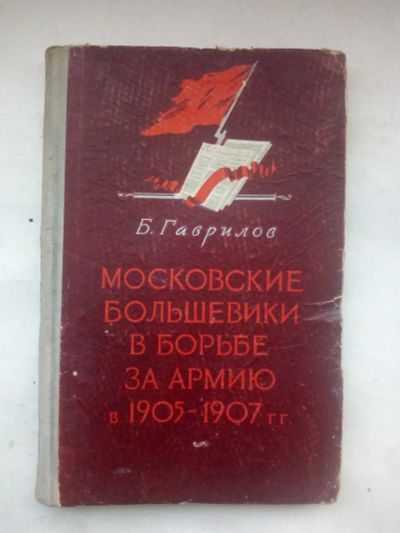 Б. Гаврилов
МОСКОВСКИЕ
БОЛЬШЕВИКИ
В БОРЬБЕ
ЗА АРМИЮ
в 1905-1907 гг